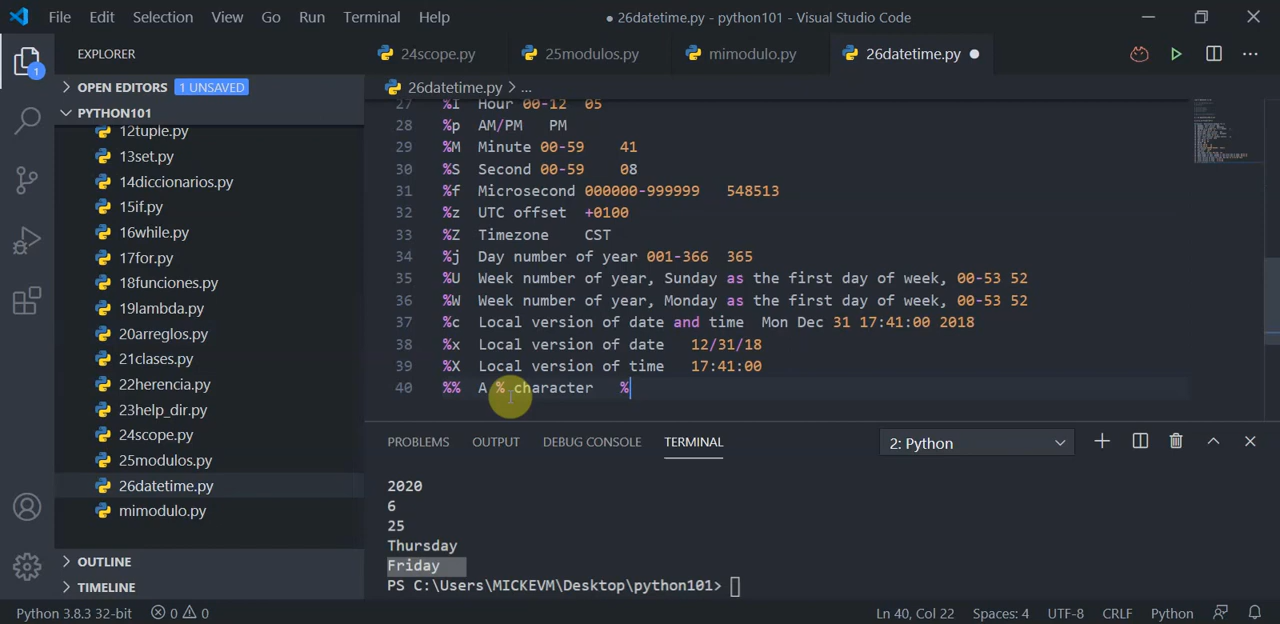 File Edit Selection View Go Run Terminal Help
● 26datetime.py - python101 - Visual Studio Code
EXPLORER
1
OPEN EDITORS 1 UNSAVED
PYTHON101
12tuple.py
13set.py
14diccionarios.py
15if.py
16while.py
17for.py
18funciones.py
19lambda.py
20arreglos.py
21clases.py
22herencia.py
23help_dir.py
24scope.py
25modulos.py
26datetime.py
mimodulo.py
OUTLINE
TIMELINE
24scope.py 25modulos.py mimodulo.py 26datetime.py
26datetime.py > ...
27 %I Hour 00-12 05
28 %p AM/PM PM
29 %M Minute 00-59 41
30 %S Second 00-59 08
31 %f Microsecond 000000-999999 548513
32 %z UTC offset +0100
33 %Z Timezone CST
34 %j Day number of year 001-366 365
35 %U Week number of year, Sunday as the first day of week, 00-53 52
36 %W Week number of year, Monday as the first day of week, 00-53 52
37 %c Local version of date and time Mon Dec 31 17:41:00 2018
38 %x Local version of date 12/31/18
39 %X Local version of time 17:41:00
40 %% A % character %
PROBLEMS OUTPUT DEBUG CONSOLE TERMINAL 2: Python
2020
6
25
Thursday
Friday
PS C:\Users\MICKEVM\Desktop\python101>
Python 3.8.3 32-bit 0 0 Ln 40, Col 22 Spaces: 4 UTF-8 CRLF Python